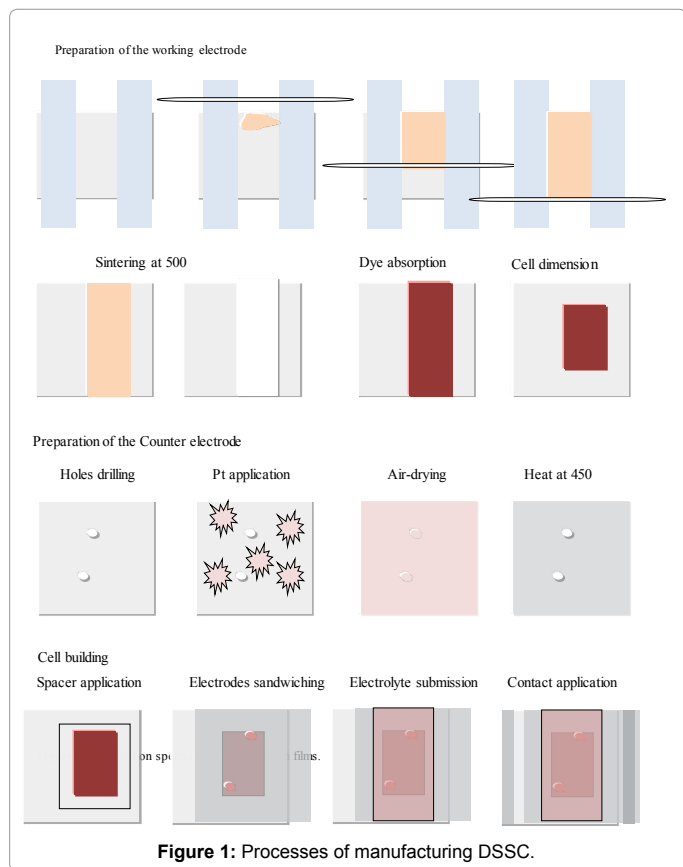 Preparation of the working electrode
Sintering at 500 Dye absorption Cell dimension
Preparation of the Counter electrode
Holes drilling Pt application Air-drying Heat at 450
Cell building
Spacer application Electrodes sandwiching Electrolyte submission Contact application
on films.
Figure 1: Processes of manufacturing DSSC.